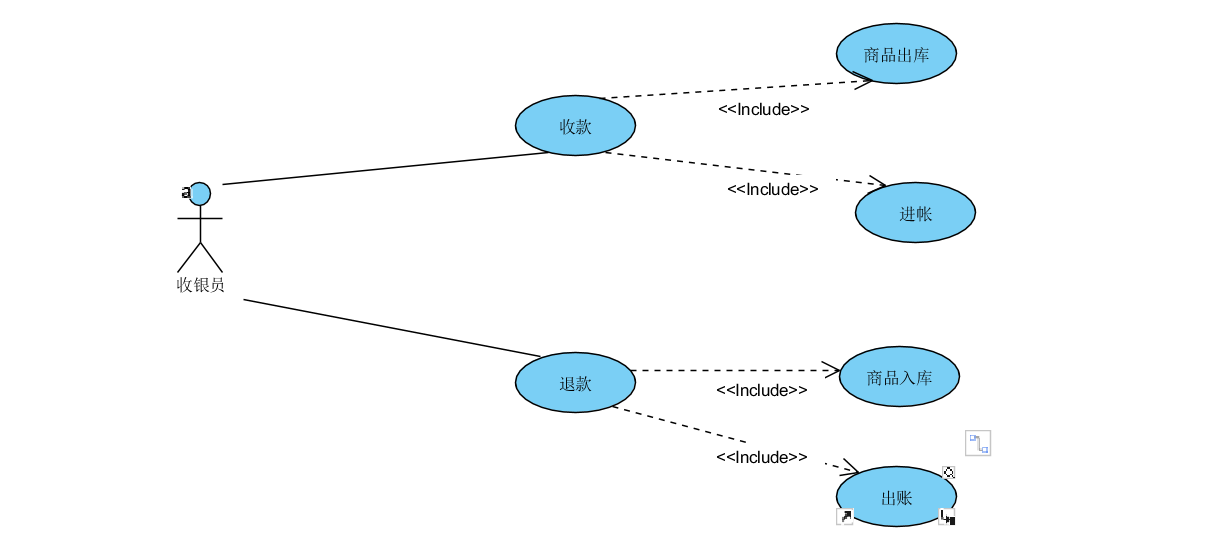 商品出库
<<Include>>
收款
<<Include>>
a
进帐
收银员
商品入库
退款
<<Include>>
<<Include>>
出账